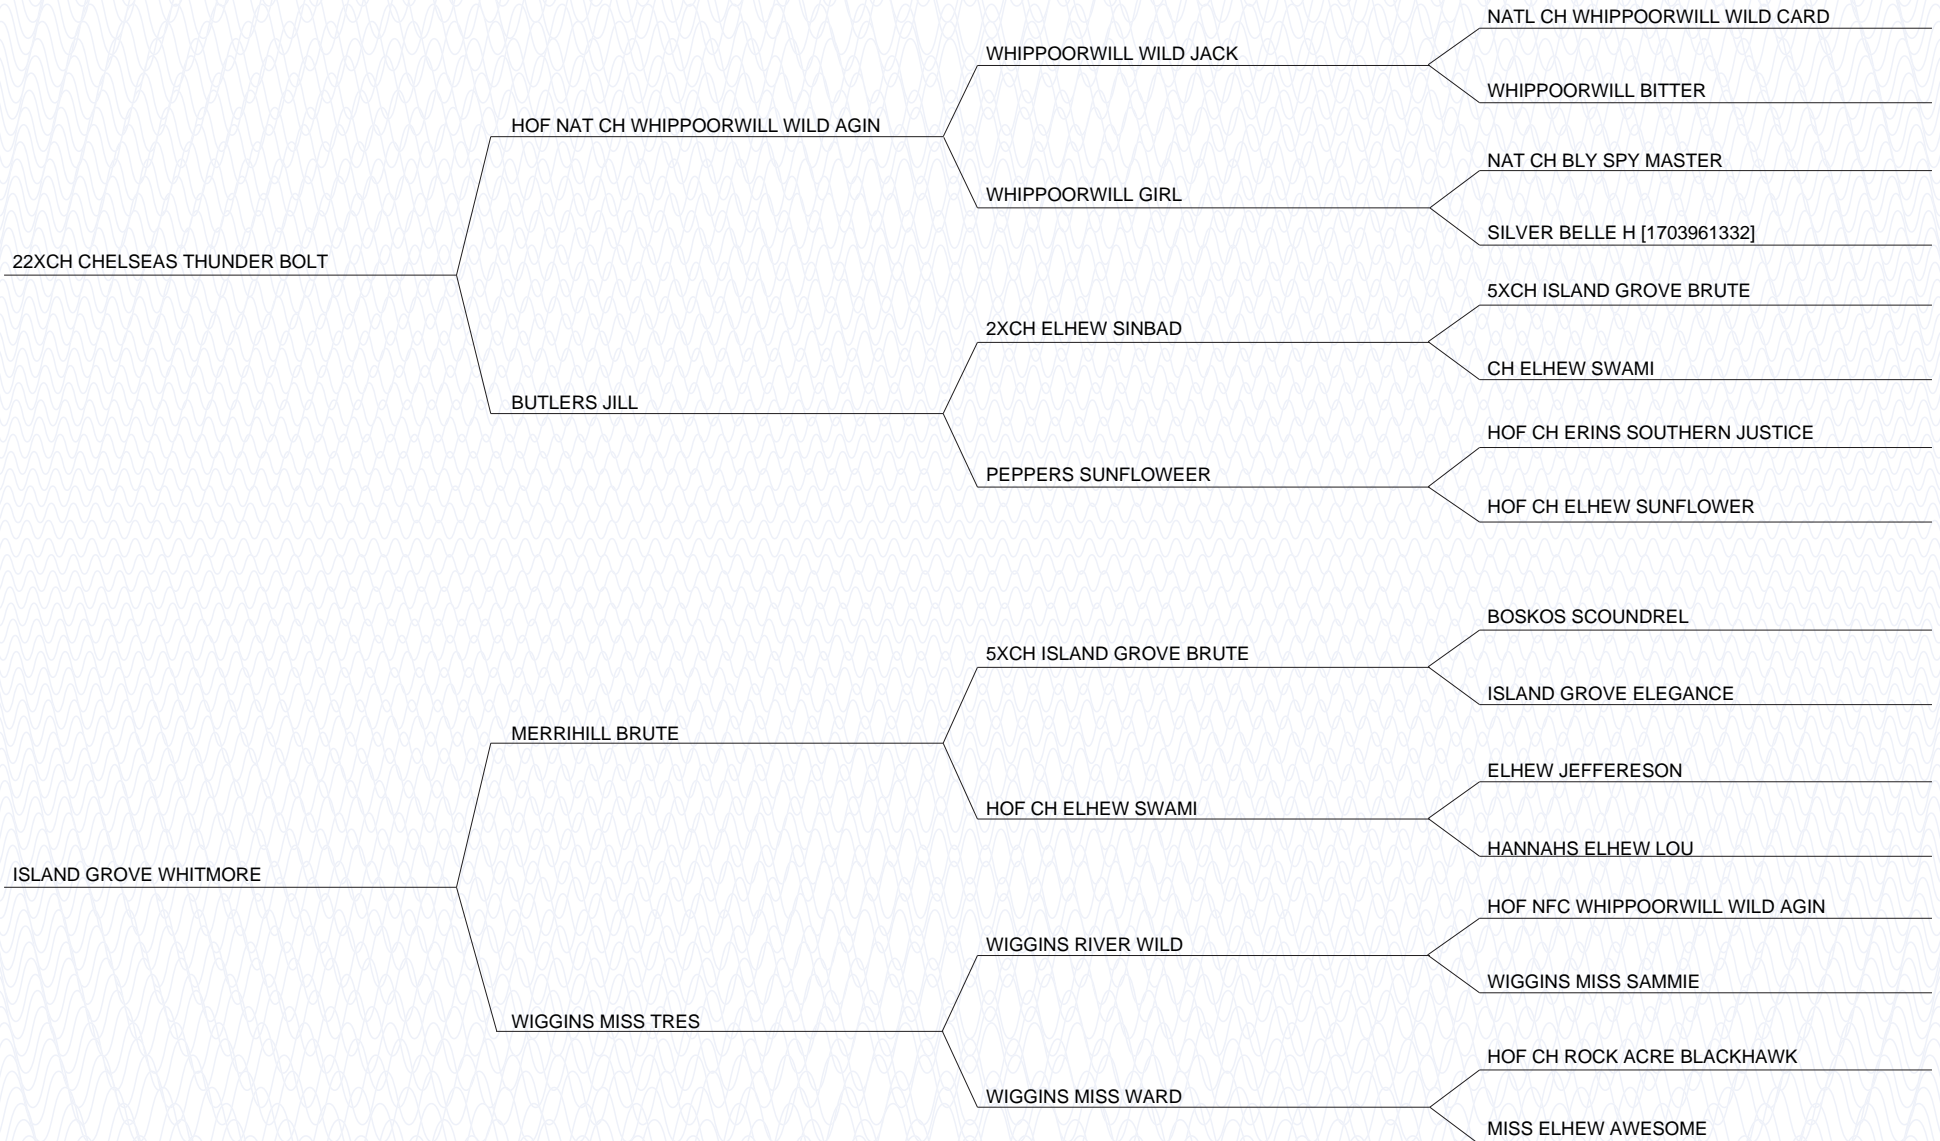 NATL CH WHIPPOORWILL WILD CARD
WHIPPOORWILL WILD JACK
WHIPPOORWILL BITTER
HOF NAT CH WHIPPOORWILL WILD AGIN
NAT CH BLY SPY MASTER
WHIPPOORWILL GIRL
SILVER BELLE H [1703961332]
22XCH CHELSEAS THUNDER BOLT
5XCH ISLAND GROVE BRUTE
2XCH ELHEW SINBAD
CH ELHEW SWAMI
BUTLERS JILL
HOF CH ERINS SOUTHERN JUSTICE
PEPPERS SUNFLOWEER
HOF CH ELHEW SUNFLOWER
BOSKOS SCOUNDREL
5XCH ISLAND GROVE BRUTE
ISLAND GROVE ELEGANCE
MERRIHILL BRUTE
ELHEW JEFFERESON
HOF CH ELHEW SWAMI
HANNAHS ELHEW LOU
ISLAND GROVE WHITMORE
HOF NFC WHIPPOORWILL WILD AGIN
WIGGINS RIVER WILD
WIGGINS MISS SAMMIE
WIGGINS MISS TRES
HOF CH ROCK ACRE BLACKHAWK
WIGGINS MISS WARD
MISS ELHEW AWESOME